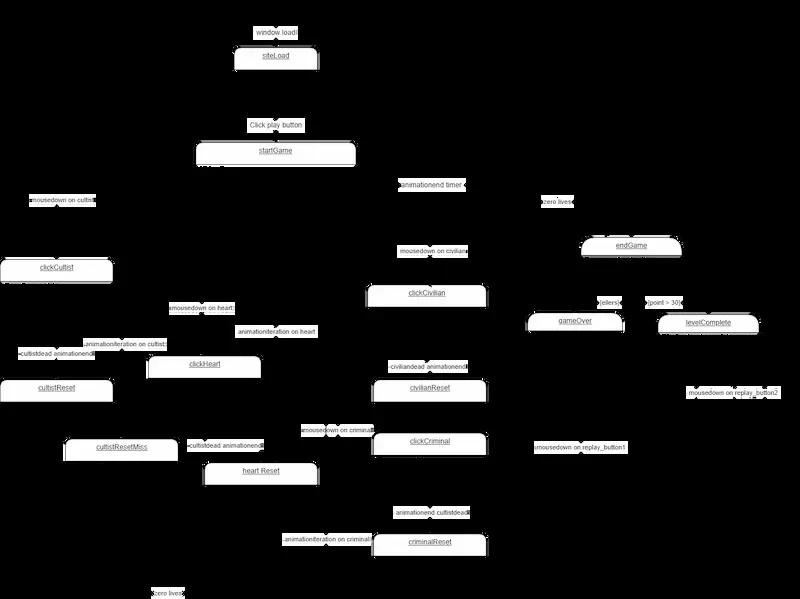 window load
siteLoad
Click play button
startGame
animationend timer
mousedown on cultist
zero lives
endGame
mousedown on civilian
clickCultist
clickCivilian
mousedown on heart
{ellers}
{point > 30}
gameOver
levelComplete
animationiteration on heart
animationiteration on cultist
cultistdead animationend
clickHeart
civiliandead animationend
cultistReset
civilianReset
mousedown on replay_button2
mousedown on criminal
clickCriminal
cultistResetMiss
cultistdead animationend
mousedown on replay_button1
heart Reset
animationend cultistdead
animationiteration on criminal
criminalReset
zero lives